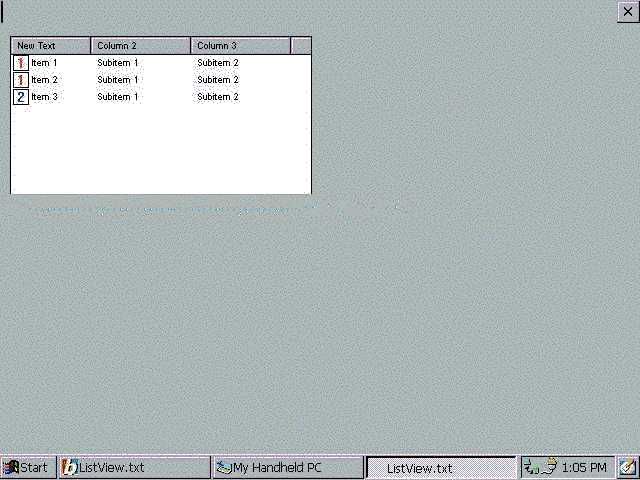 New Text Column 2 Column 3
1 Item 1 Subitem 1 Subitem 2
1 Item 2 Subitem 1 Subitem 2
2 Item 3 Subitem 1 Subitem 2
Start b ListView.txt My Handheld PC ListView.txt 1:05 PM